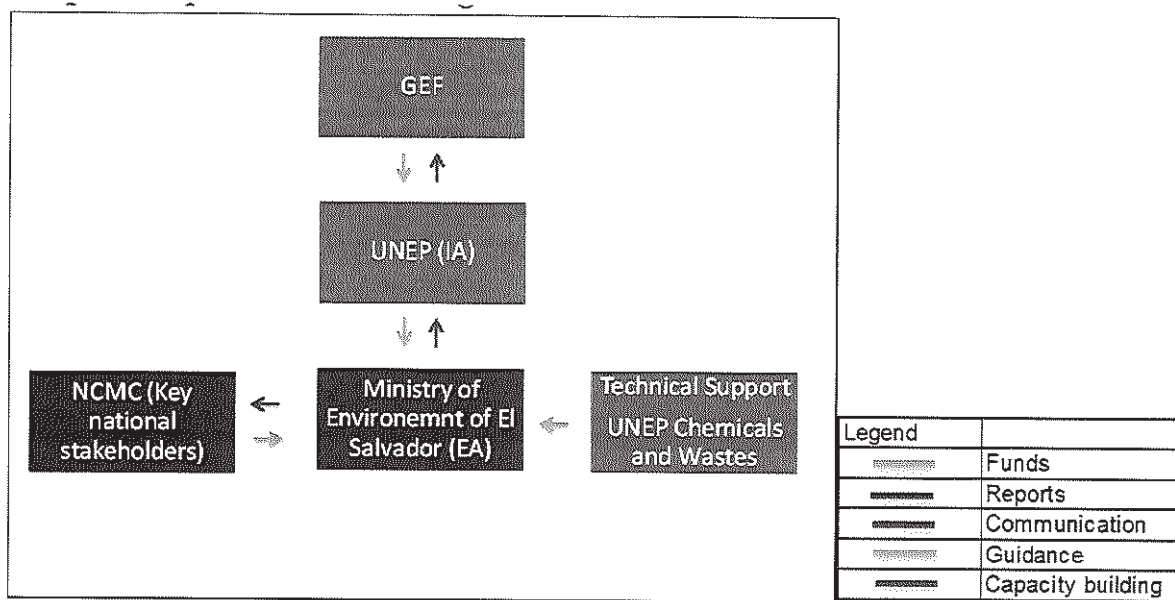 GEF
UNEP (IA)
NCMC (Key
national
stakeholders)
Ministry of
Environemnt of El
Salvador (EA)
Technical Support
UNEP Chemicals
and Wastes
Legend
Funds
Reports
Communication
Guidance
Capacity building